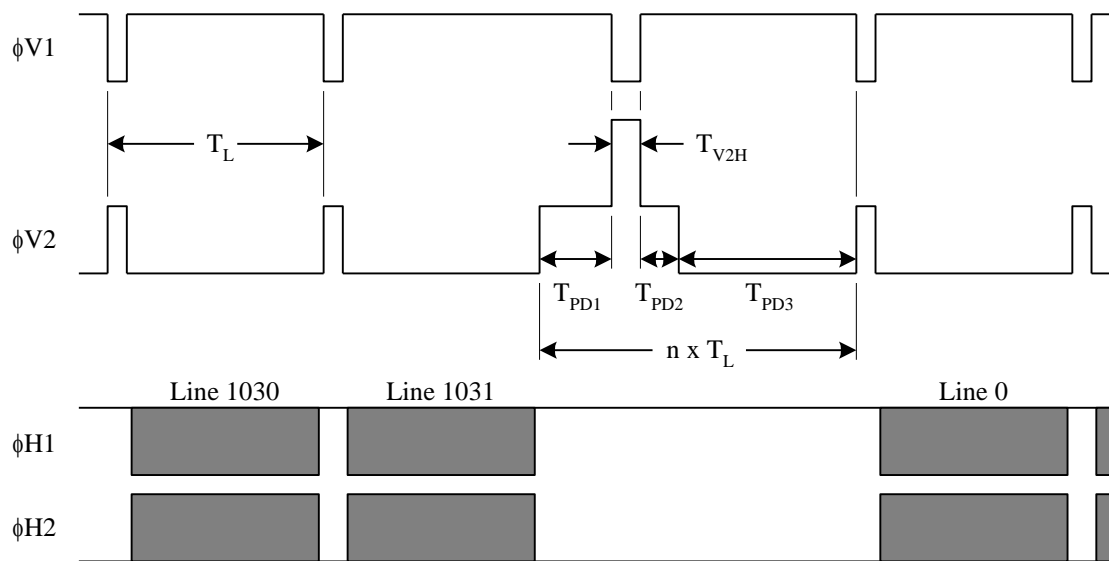 ϕV1
T_L
T_V2H
ϕV2
T_PD1 T_PD2 T_PD3
n x T_L
Line 1030 Line 1031 Line 0
ϕH1
ϕH2